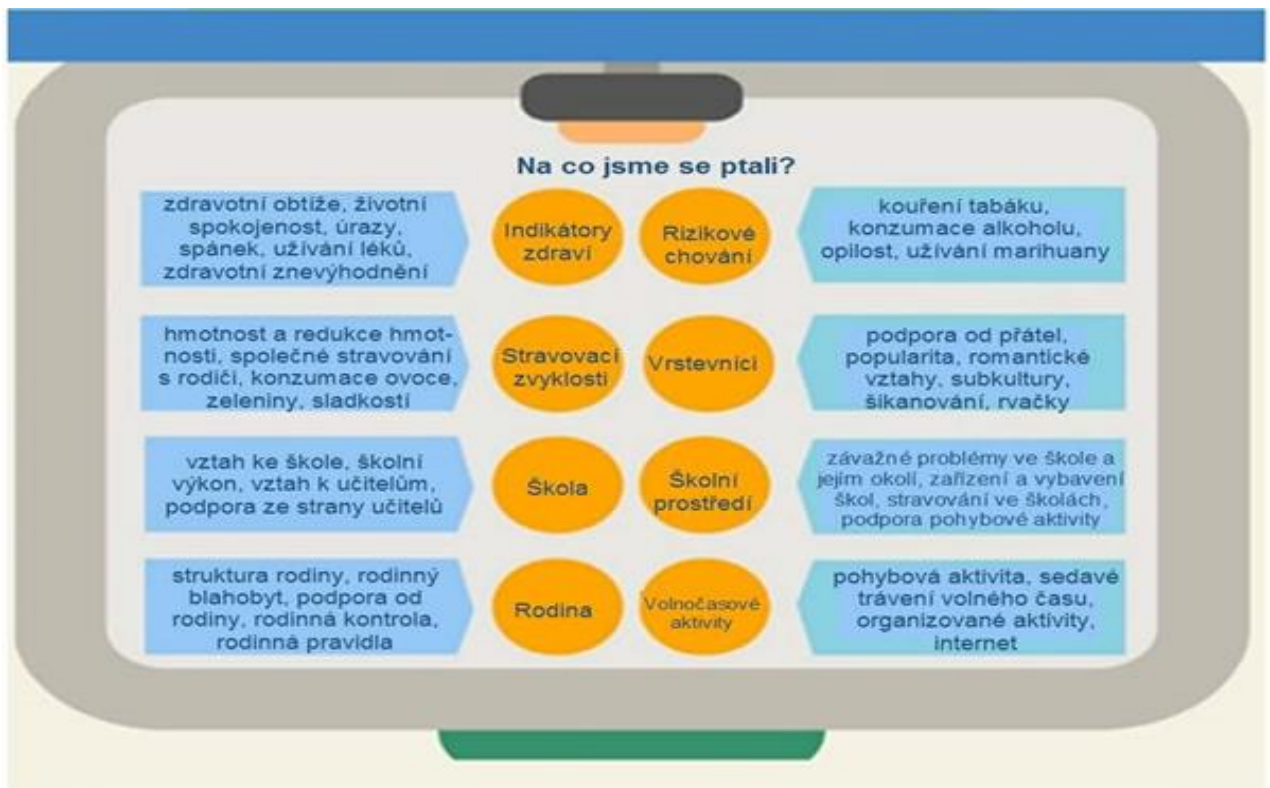 Na co jsme se ptali?
zdravotní obtíže, životní
spokojenost, úrazy,
spánek, užívání léků,
zdravotní znevýhodnění
Indikátory
zdraví
Rizikové
chování
kouření tabáku,
konzumace alkoholu,
opilost, užívání marihuany
hmotnost a redukce hmot-
nosti, společné stravování
s rodiči, konzumace ovoce,
zeleniny, sladkostí
Stravovací
zvyklosti
Vrstevníci
podpora od přátel,
popularita, romantické
vztahy, subkultury,
šikanování, rvačky
vztah ke škole, školní
výkon, vztah k učitelům,
podpora ze strany učitelů
Škola
Školní
prostředí
závažné problémy ve škole a
jejím okolí, zařízení a vybavení
škol, stravování ve školách,
podpora pohybové aktivity
struktura rodiny, rodinný
blahobyt, podpora od
rodiny, rodinná kontrola,
rodinná pravidla
Rodina
Volnočasové
aktivity
pohybová aktivita, sedavé
trávení volného času,
organizované aktivity,
internet